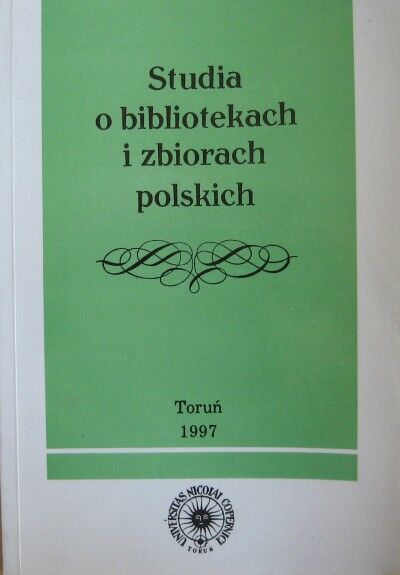 Studia
o bibliotekach
i zbiorach
polskich
Toruń
1997
UNIVERSITAS NICOLAI COPERNICI
TORUŃ